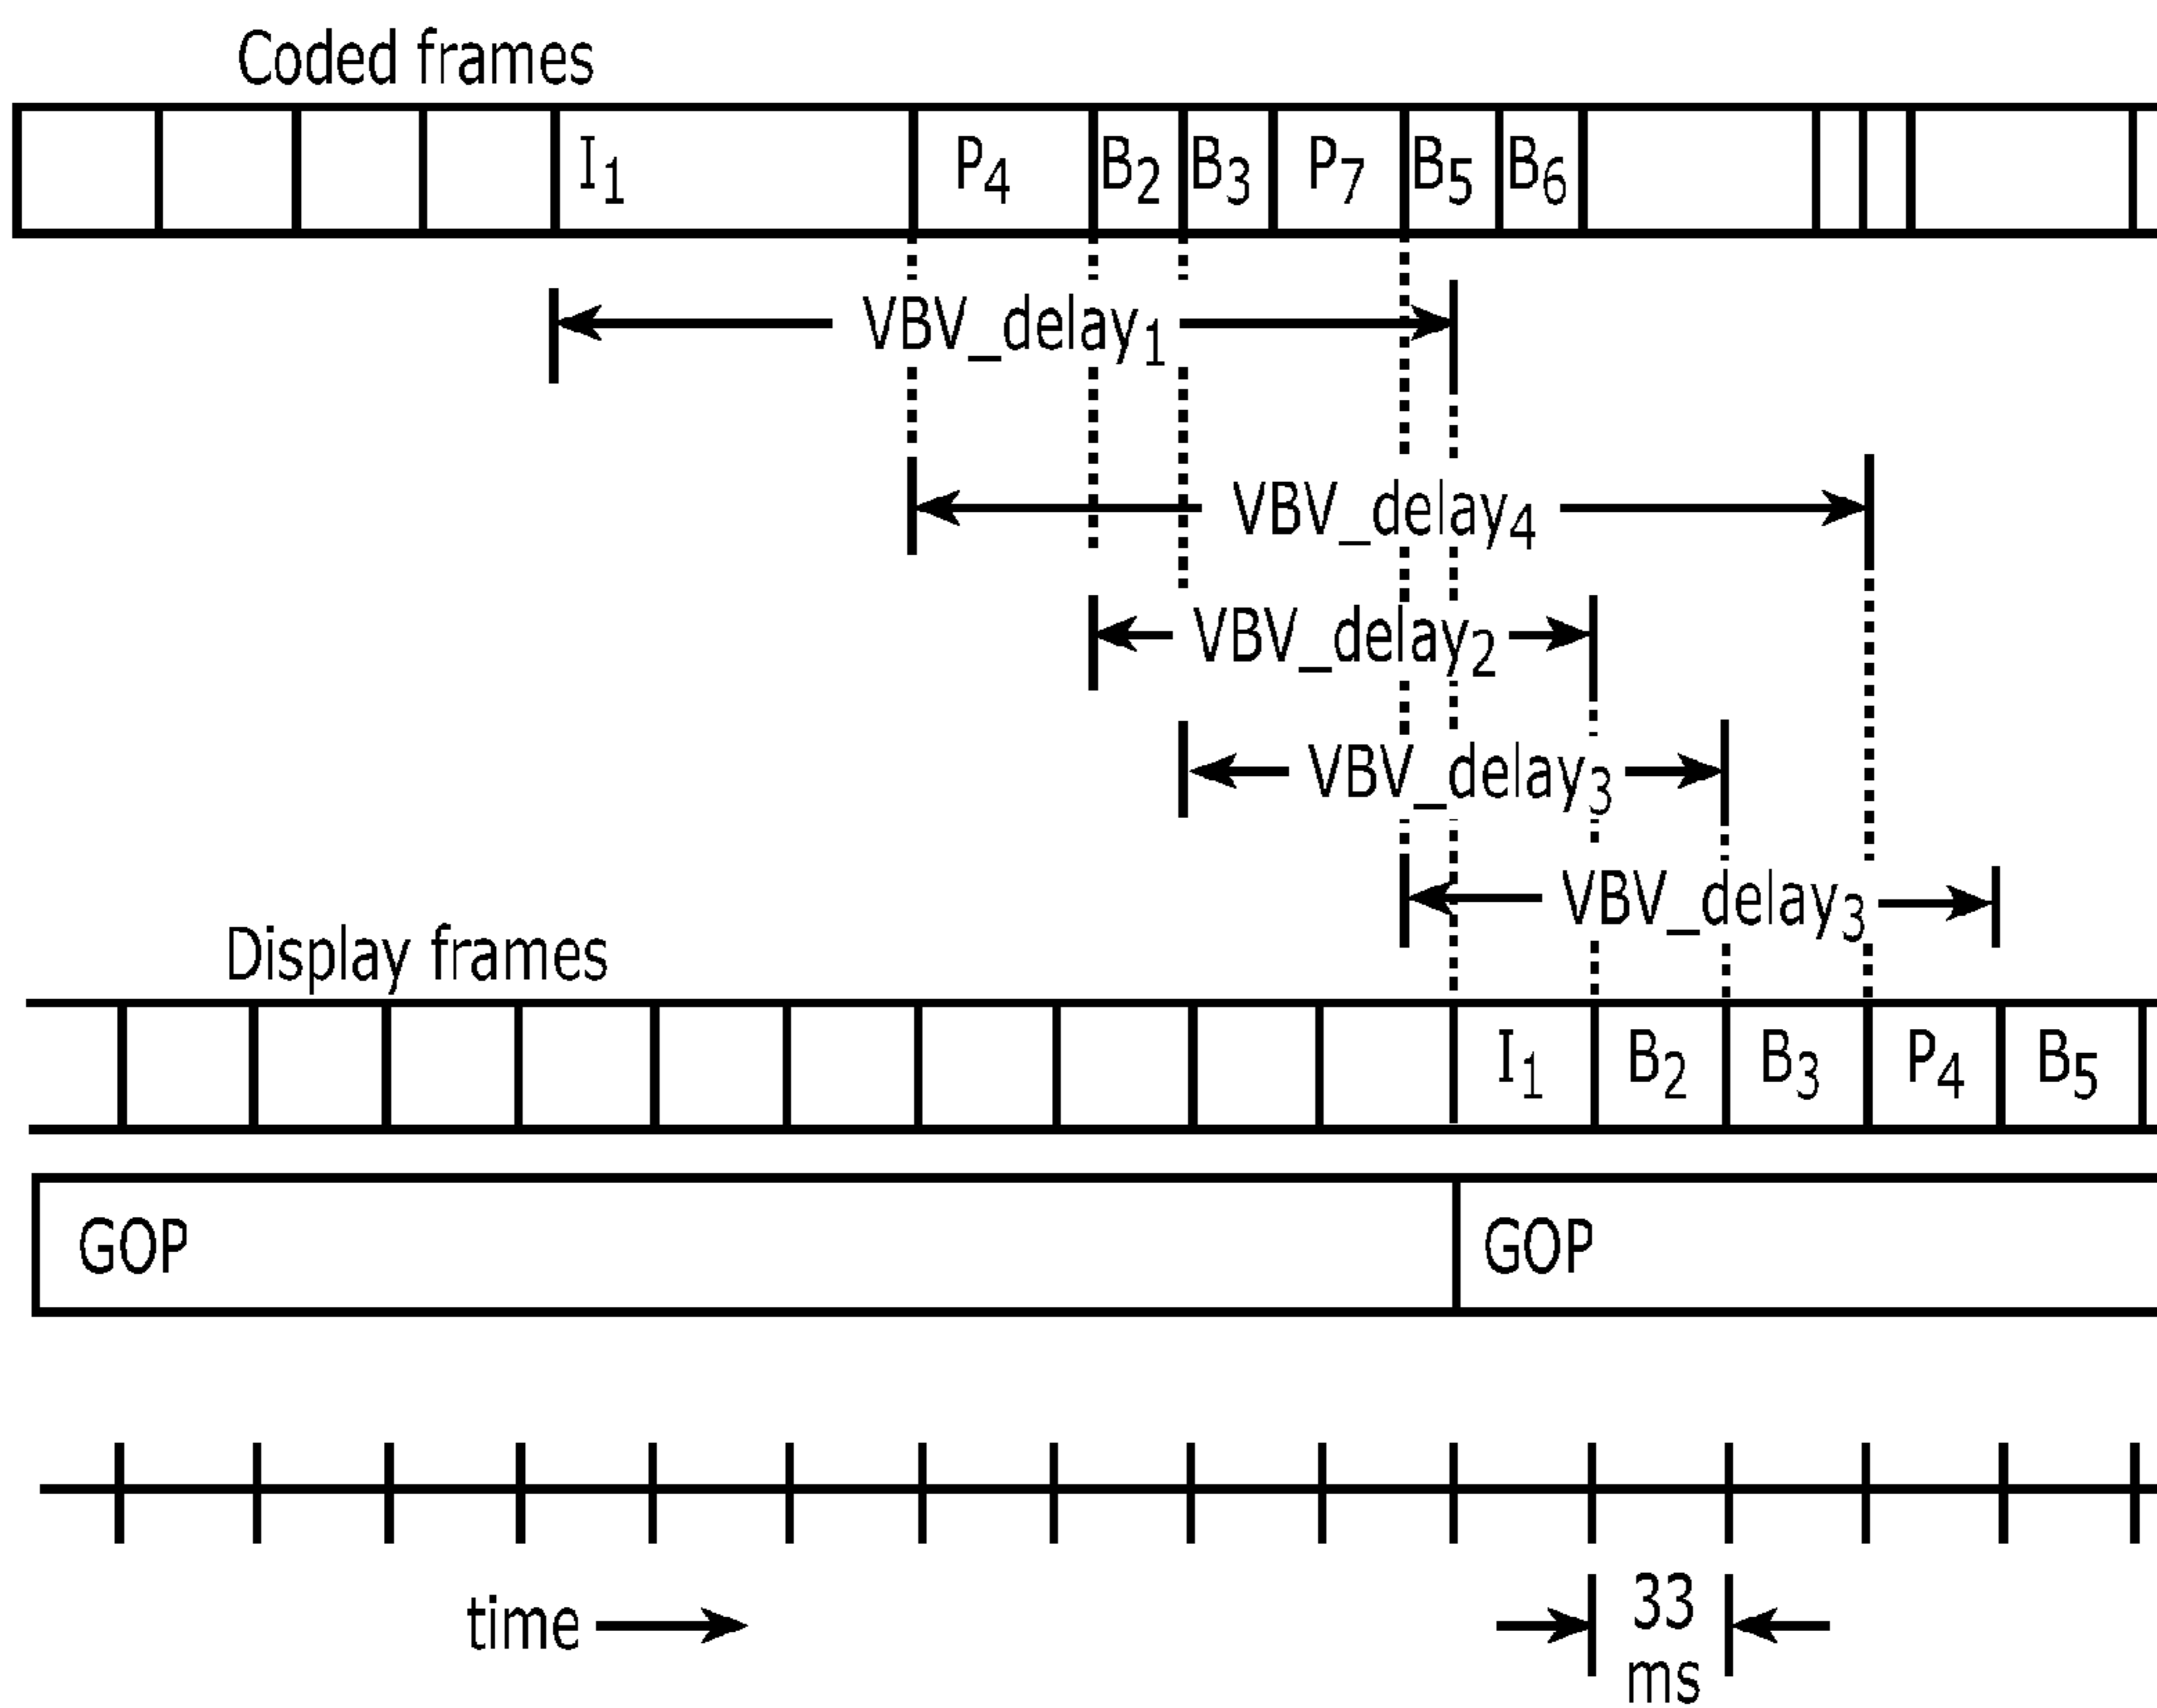 Coded frames
I₁ P₄ B₂ B₃ P₇ B₅ B₆
VBV_delay₁
VBV_delay₄
VBV_delay₂
VBV_delay₃
VBV_delay₃
Display frames
I₁ B₂ B₃ P₄ B₅
GOP GOP
time
33
ms